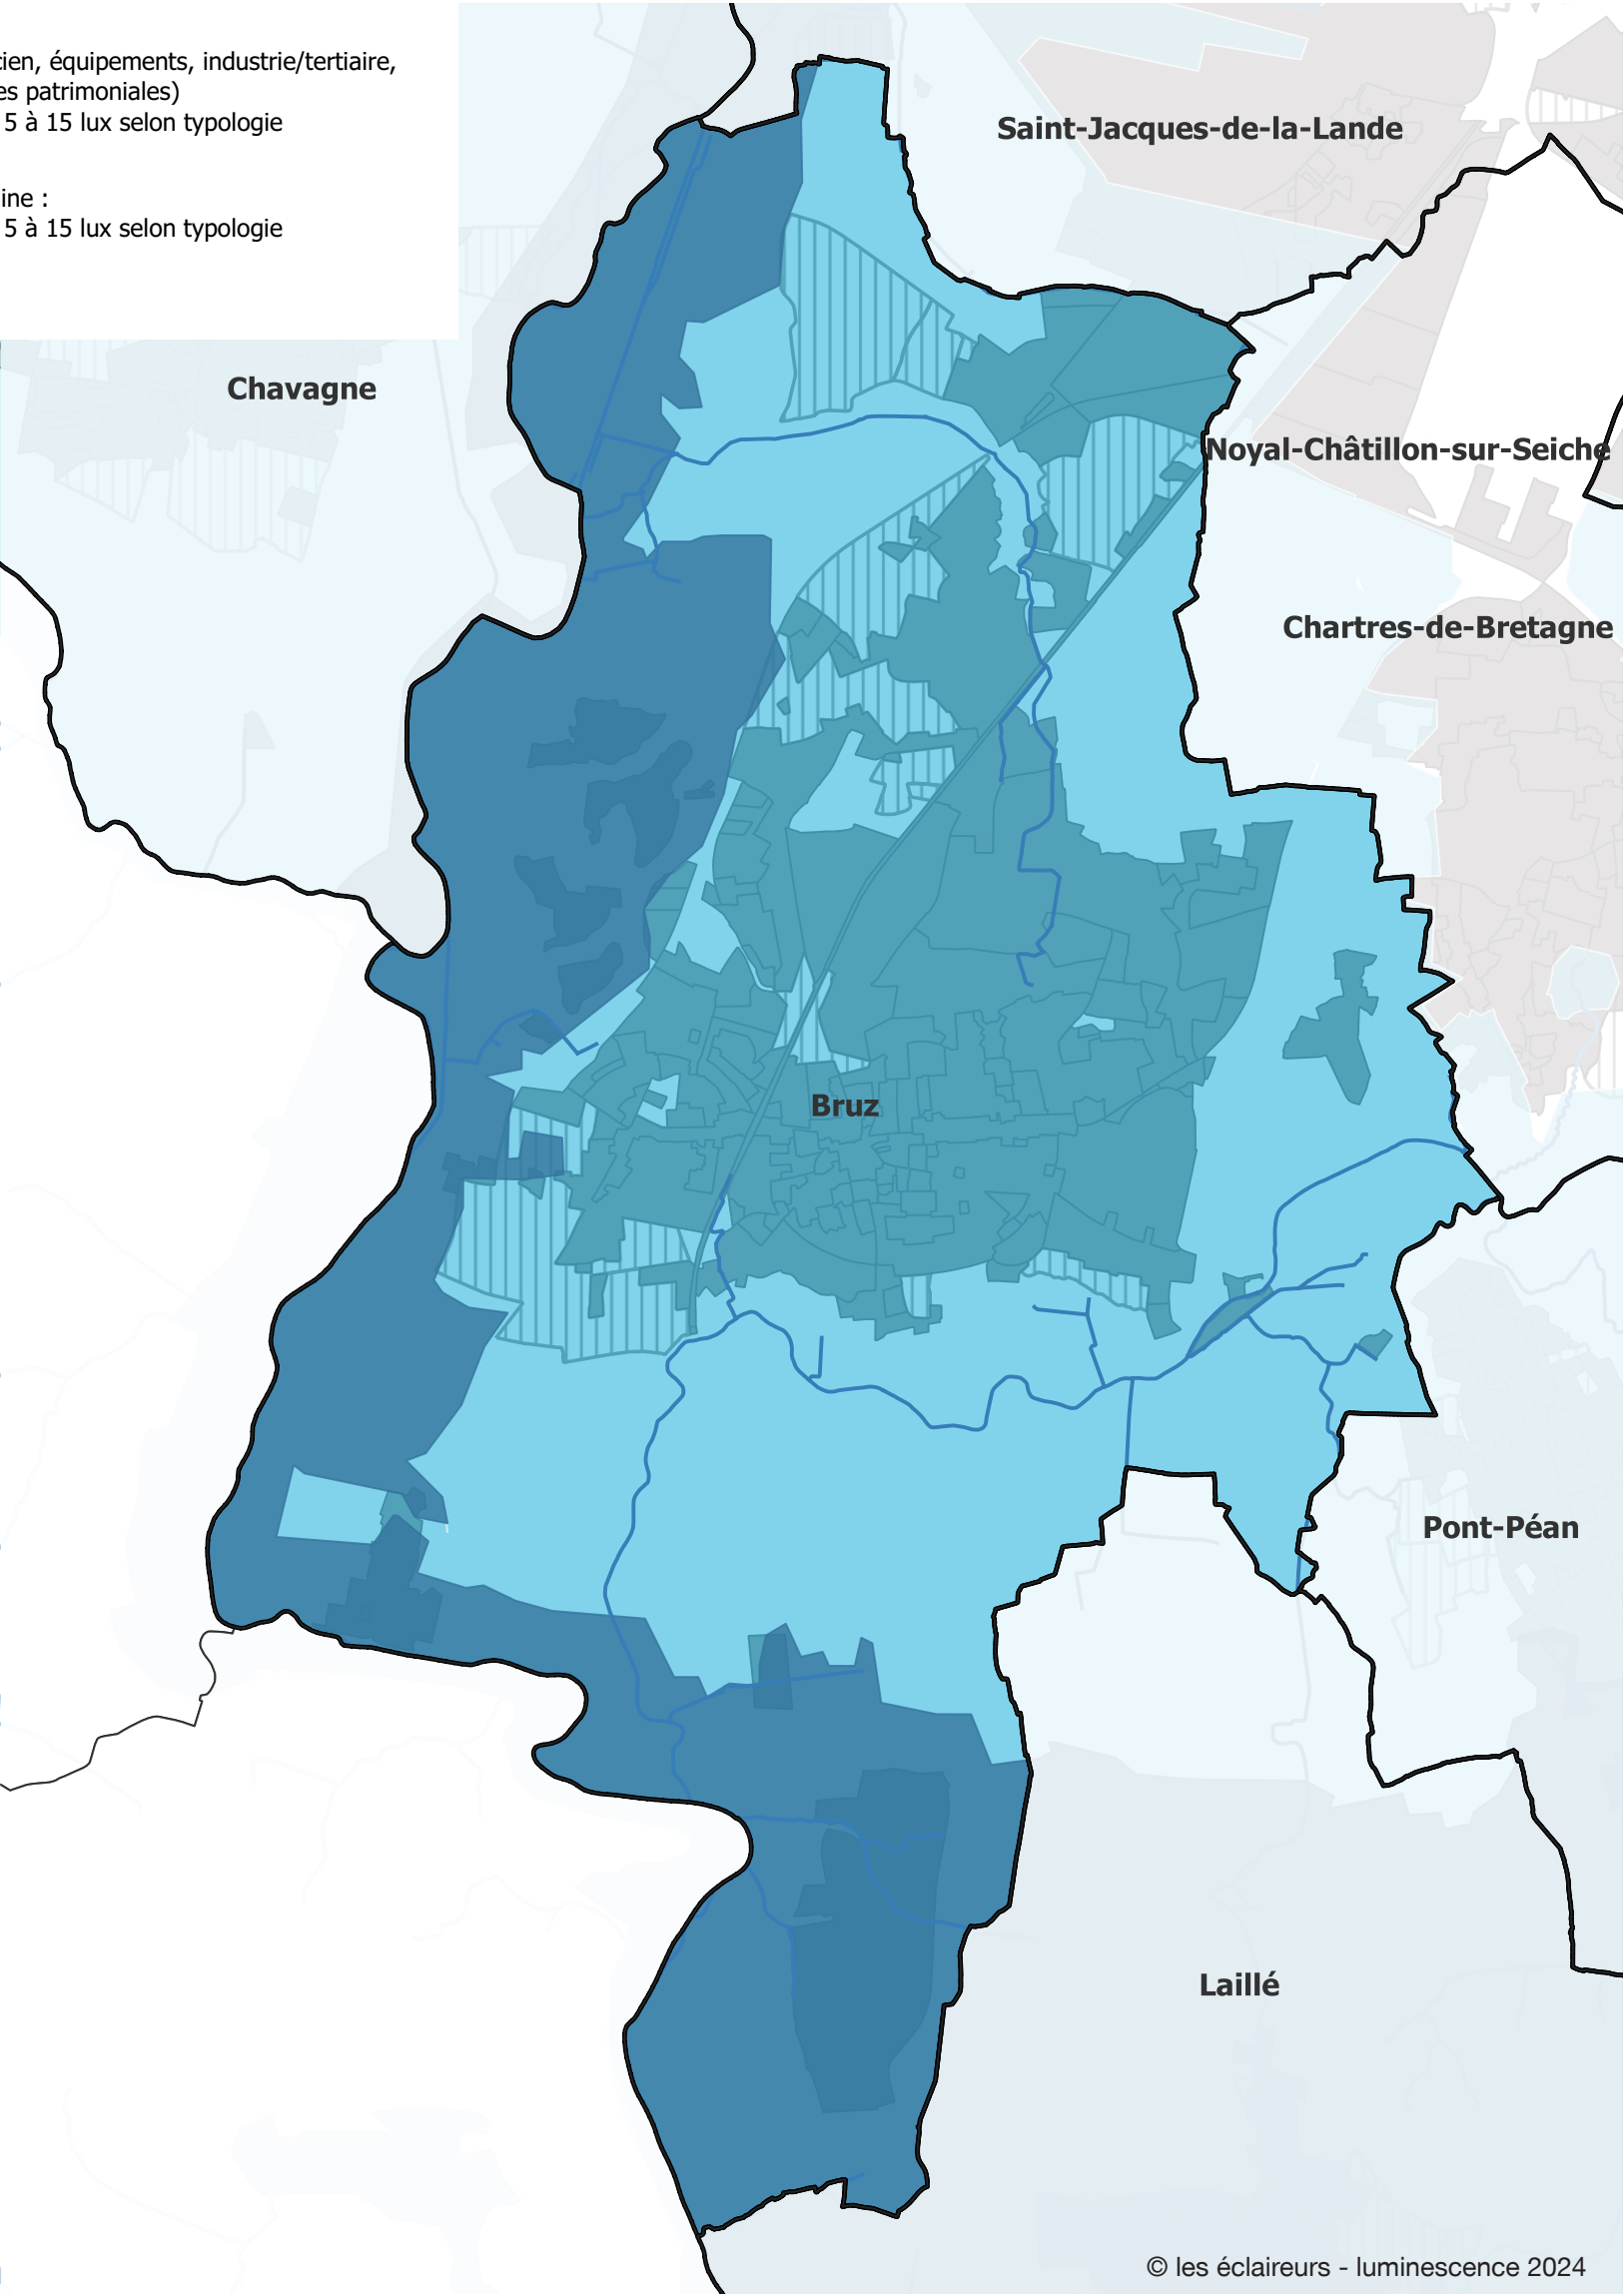 cien, équipements, industrie/tertiaire,
es patrimoniales)
5 à 15 lux selon typologie
ine :
5 à 15 lux selon typologie
Saint-Jacques-de-la-Lande
Chavagne
Noyal-Châtillon-sur-Seiche
Chartres-de-Bretagne
Bruz
Pont-Péan
Laillé
© les éclaireurs - luminescence 2024